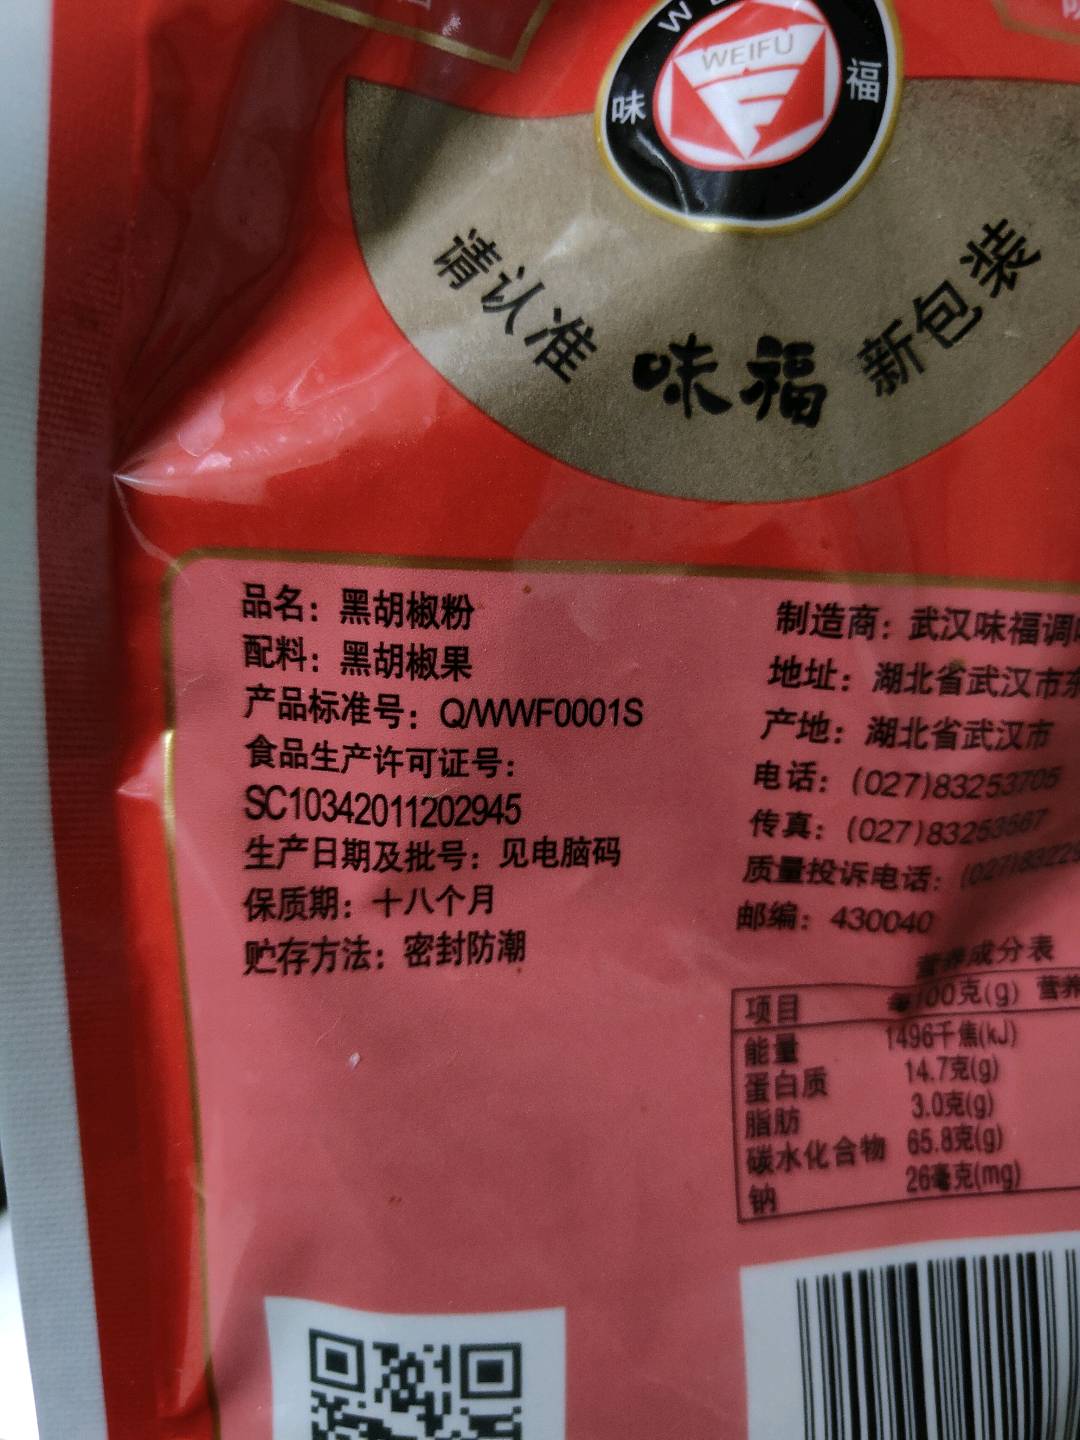 WEIFU
味 福
请认准 味福 新包装
品名：黑胡椒粉
配料：黑胡椒果
产品标准号：Q/WWF0001S
食品生产许可证号：
SC10342011202945
生产日期及批号：见电脑码
保质期：十八个月
贮存方法：密封防潮
制造商：武汉味福调
地址：湖北省武汉市东
产地：湖北省武汉市
电话：(027)83253705
传真：(027)83253567
质量投诉电话：(027)8322
邮编：430040
营养成分表
项目 每100克(g) 营养
能量 1496千焦(kJ)
蛋白质 14.7克(g)
脂肪 3.0克(g)
碳水化合物 65.8克(g)
钠 26毫克(mg)